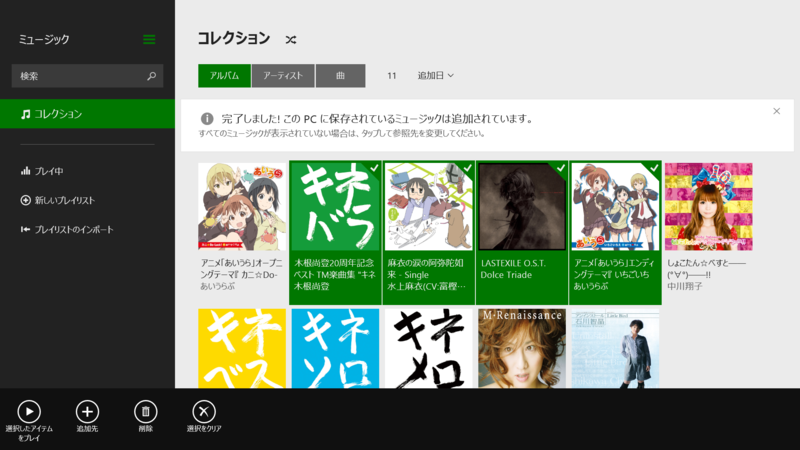 ミュージック
検索
コレクション
プレイ中
新しいプレイリスト
プレイリストのインポート
コレクション
アルバム
アーティスト
曲
11
追加日
完了しました! この PC に保存されているミュージックは追加されています。
すべてのミュージックが表示されていない場合は、タップして参照先を変更してください。
あいうら
キネ
バラ
あいうら
アニメ「あいうら」オープニ
ングテーマ『カニ☆Do-
あいうらぶ
木根尚登20周年記念
ベスト TM楽曲集 "キネ
木根尚登
麻衣の涙の阿弥陀如
来 - Single
水上麻衣(CV:富樫…
LASTEXILE O.S.T.
Dolce Triade
アニメ「あいうら」エンディ
ングテーマ『いちごいち
あいうらぶ
しょこたん☆べすと――
(°∀°)――!!
中川翔子
キネ
ベス
キネ
ソロ
キネ
メロ
M·Renaissance
石川智晶
選択したアイテム
をプレイ
追加先
削除
選択をクリア